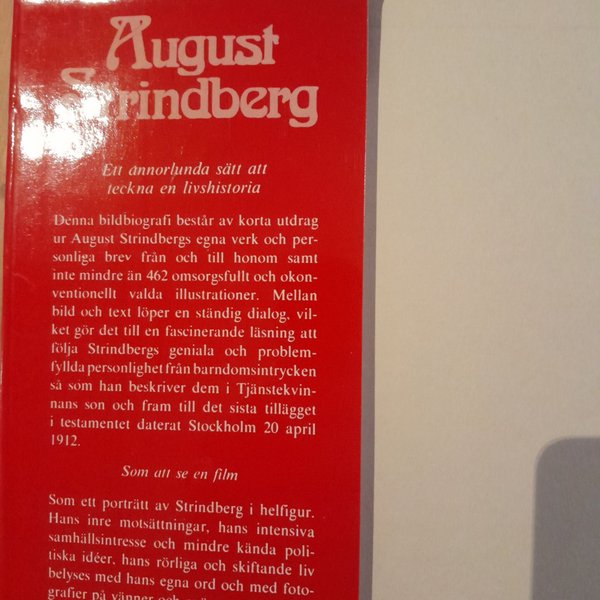 August
Strindberg
Ett annorlunda sätt att
teckna en livshistoria
Denna bildbiografi består av korta utdrag
ur August Strindbergs egna verk och per-
sonliga brev från och till honom samt
inte mindre än 462 omsorgsfullt och okon-
ventionellt valda illustrationer. Mellan
bild och text löper en ständig dialog, vil-
ket gör det till en fascinerande läsning att
följa Strindbergs geniala och problem-
fyllda personlighet från barndomsintrycken
så som han beskriver dem i Tjänstekvin-
nans son och fram till det sista tillägget
i testamentet daterat Stockholm 20 april
1912.
Som att se en film
Som ett porträtt av Strindberg i helfigur.
Hans inre motsättningar, hans intensiva
samhällsintresse och mindre kända poli-
tiska idéer, hans rörliga och skiftande liv
belyses med hans egna ord och med foto-
grafier på vänner och